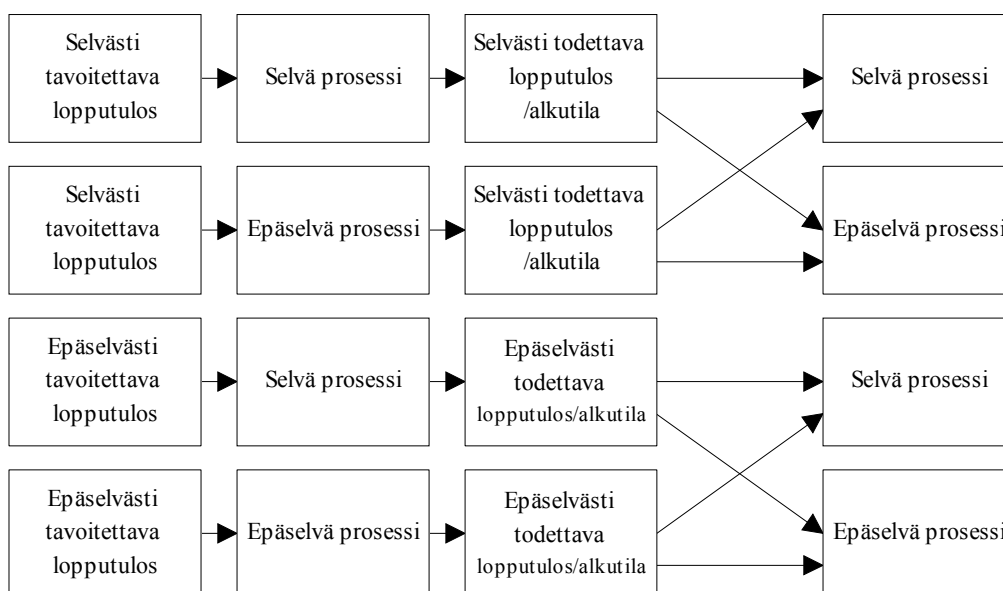 Selvästi
tavoitettava
lopputulos
Selvä prosessi
Selvästi todettava
lopputulos
/alkutila
Selvä prosessi
Selvästi
tavoitettava
lopputulos
Epäselvä prosessi
Selvästi todettava
lopputulos
/alkutila
Epäselvä prosessi
Epäselvästi
tavoitettava
lopputulos
Selvä prosessi
Epäselvästi
todettava
lopputulos/alkutila
Selvä prosessi
Epäselvästi
tavoitettava
lopputulos
Epäselvä prosessi
Epäselvästi
todettava
lopputulos/alkutila
Epäselvä prosessi